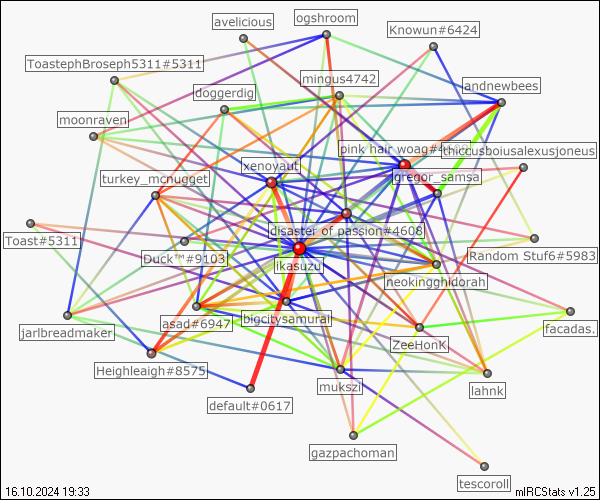 avelicious
ogshroom
Knowun#6424
ToastephBroseph5311#5311
mingus4742
andnewbees
doggerdig
moonraven
pink hair woag#4
thiccusboiusalexusjoneus
xenoyaut
turkey_mcnugget
gregor_samsa
disaster of passion#4608
Toast#5311
Duck™#9103
ikasuzu
Random Stuf6#5983
neokingghidorah
jarlbreadmaker
asad#6947
bigcitysamurai
ZeeHonK
facadas.
Heighleaigh#8575
mukszi
lahnk
default#0617
gazpachoman
tescoroll
16.10.2024 19:33
mIRCStats v1.25